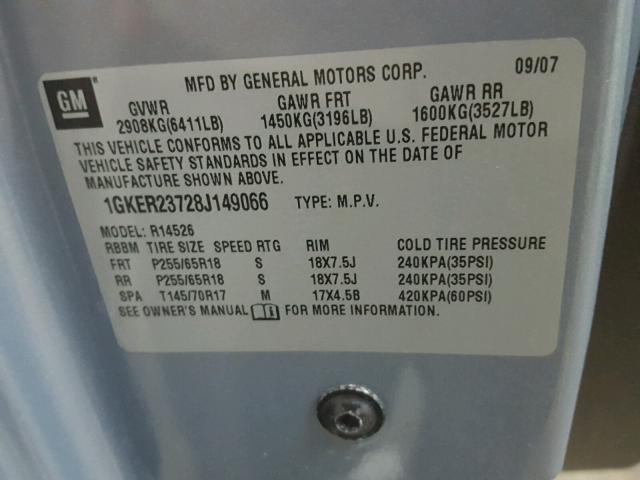 MFD BY GENERAL MOTORS CORP. 09/07
GM
GVWR GAWR FRT GAWR RR
2908KG(6411LB) 1450KG(3196LB) 1600KG(3527LB)
THIS VEHICLE CONFORMS TO ALL APPLICABLE U.S. FEDERAL MOTOR
VEHICLE SAFETY STANDARDS IN EFFECT ON THE DATE OF
MANUFACTURE SHOWN ABOVE.
1GKER23728J149066 TYPE: M.P.V.
MODEL: R14526
RBBM TIRE SIZE SPEED RTG RIM COLD TIRE PRESSURE
FRT P255/65R18 S 18X7.5J 240KPA(35PSI)
RR P255/65R18 S 18X7.5J 240KPA(35PSI)
SPA T145/70R17 M 17X4.5B 420KPA(60PSI)
SEE OWNER'S MANUAL FOR MORE INFORMATION.